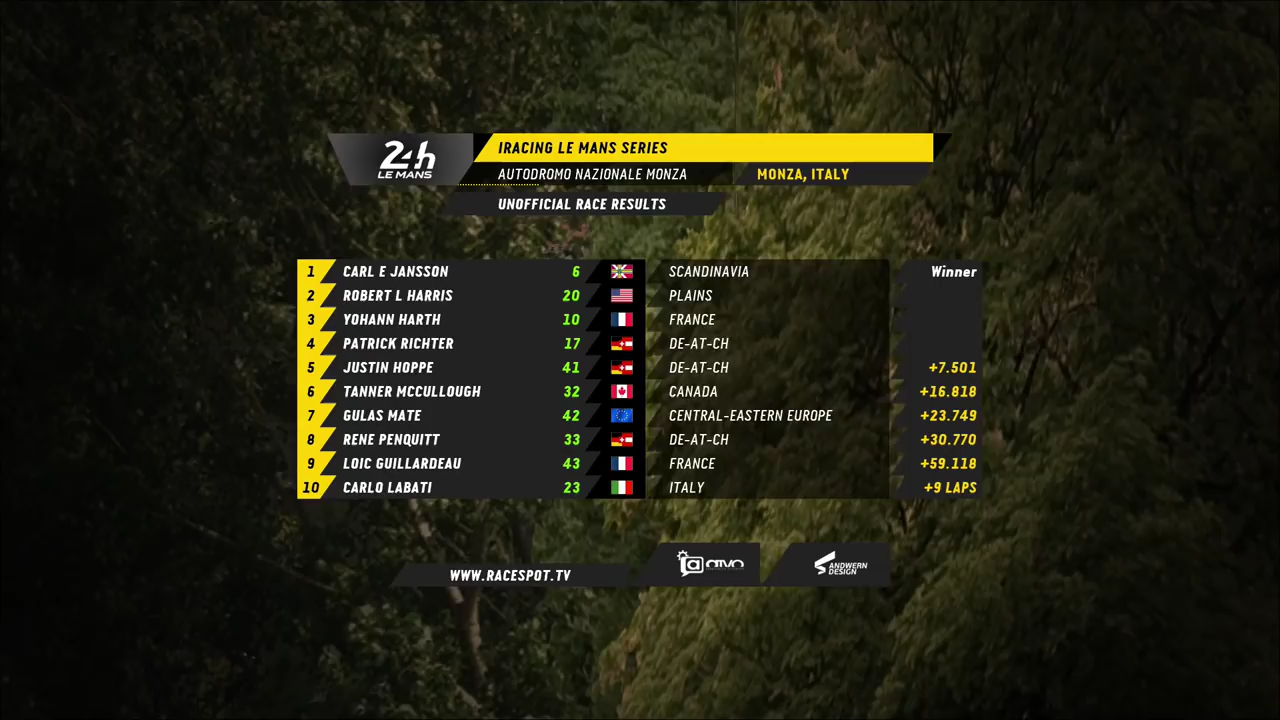 24h
LE MANS
IRACING LE MANS SERIES
AUTODROMO NAZIONALE MONZA MONZA, ITALY
UNOFFICIAL RACE RESULTS
1 CARL E JANSSON 6 SCANDINAVIA Winner
2 ROBERT L HARRIS 20 PLAINS
3 YOHANN HARTH 10 FRANCE
4 PATRICK RICHTER 17 DE-AT-CH
5 JUSTIN HOPPE 41 DE-AT-CH +7.501
6 TANNER MCCULLOUGH 32 CANADA +16.818
7 GULAS MATE 42 CENTRAL-EASTERN EUROPE +23.749
8 RENE PENQUITT 33 DE-AT-CH +30.770
9 LOIC GUILLARDEAU 43 FRANCE +59.118
10 CARLO LABATI 23 ITALY +9 LAPS
WWW.RACESPOT.TV
ATVO
SANDWERN
DESIGN